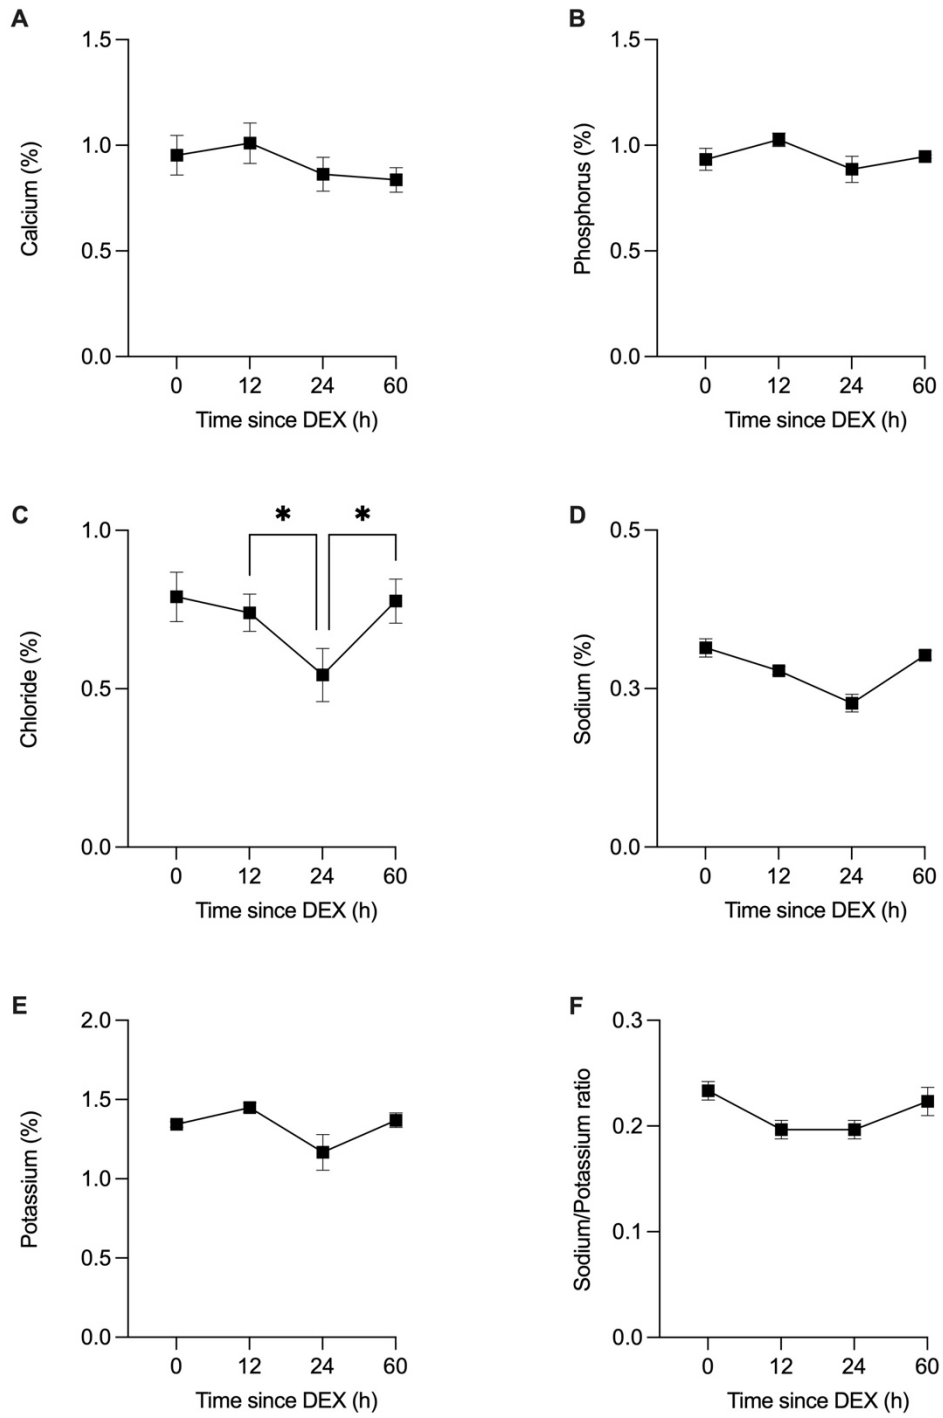 A
1.5
1.0
0.5
0.0
Calcium (%)
0 12 24 60
Time since DEX (h)
B
1.5
1.0
0.5
0.0
Phosphorus (%)
0 12 24 60
Time since DEX (h)
C
1.0
0.5
0.0
Chloride (%)
* *
0 12 24 60
Time since DEX (h)
D
0.5
0.3
0.0
Sodium (%)
0 12 24 60
Time since DEX (h)
E
2.0
1.5
1.0
0.5
0.0
Potassium (%)
0 12 24 60
Time since DEX (h)
F
0.3
0.2
0.1
0.0
Sodium/Potassium ratio
0 12 24 60
Time since DEX (h)